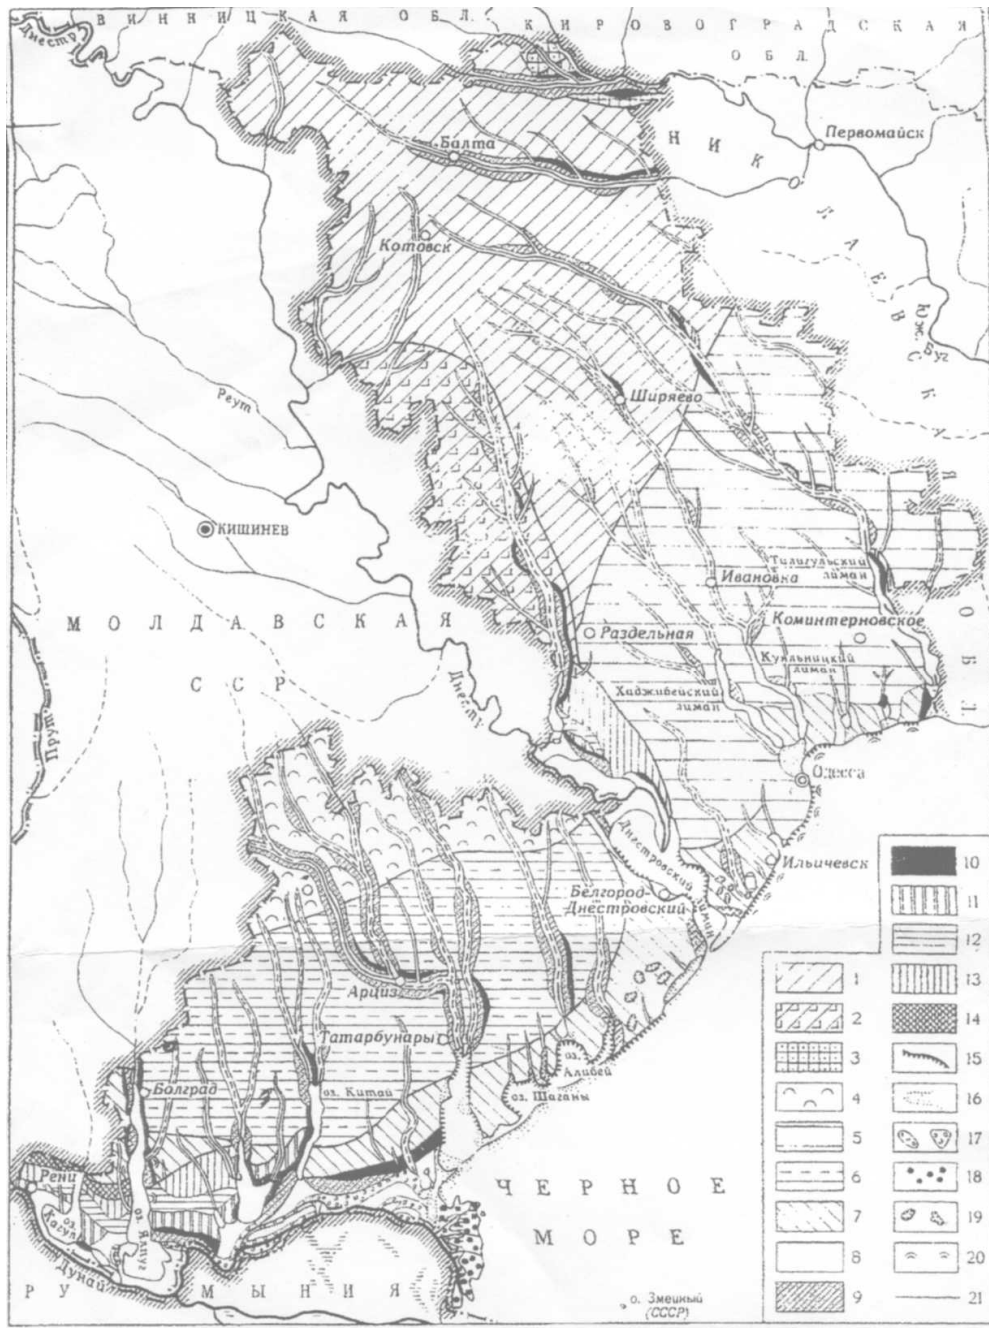 ВИННИЦКАЯ ОБЛ.
КИРОВОГРАДСКАЯ
ОБЛ.
Днестр
Первомайск
Балта
НИКОЛАЕВСКАЯ
ОБЛ
Котовск
Юж. Буг
Реут
Ширяево
КИШИНЕВ
Тилигульский
лиман
Ивановка
МОЛДАВСКАЯ
ССР
Раздельная
Коминтерновское
Куяльницкий
лиман
Хаджибейский
лиман
Днестр
Прут
Одесса
Ильичевск
Днестровский лиман
Белгород-
Днестровский
Арциз
Татарбунары
оз.
Алибей
оз. Шаганы
оз. Китай
Болград
Рени
оз.
Кагул
оз.
Ялпуг
Дунай
РУМЫНИЯ
ЧЕРНОЕ
МОРЕ
о. Змеиный
(СССР)
10
11
12
1
13
2
14
3
15
4
16
5
17
6
18
7
19
8
20
9
21